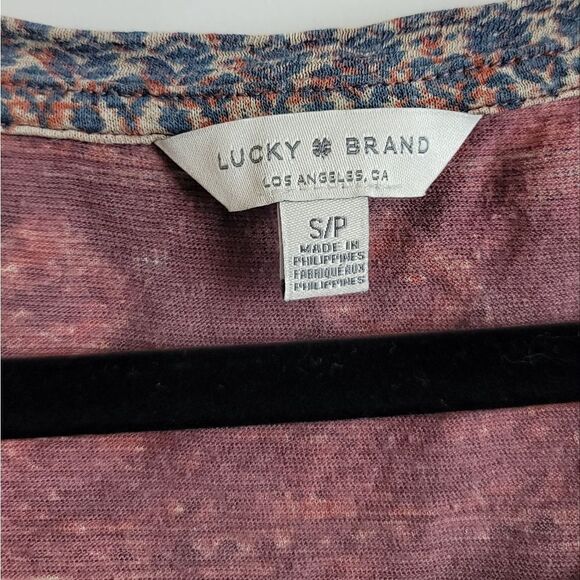 LUCKY BRAND
LOS ANGELES, CA
S/P
MADE IN
PHILIPPINES
FABRIQUÉ AUX
PHILIPPINES